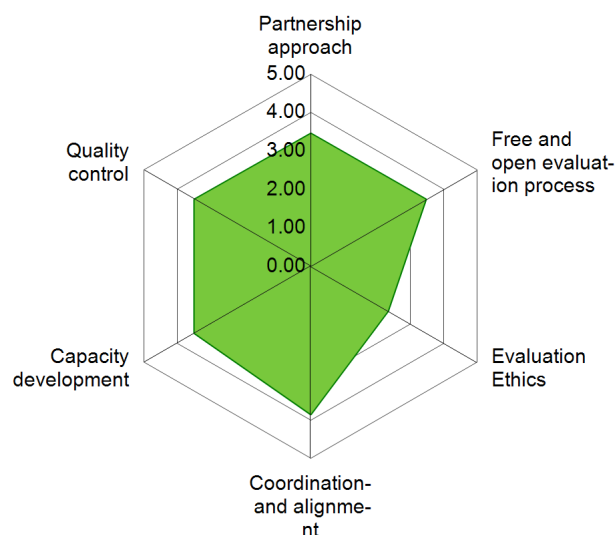 Partnership
approach
5.00
4.00
3.00
2.00
1.00
0.00
Free and
open evaluat-
ion process
Evaluation
Ethics
Coordination-
and alignme-
nt
Capacity
development
Quality
control